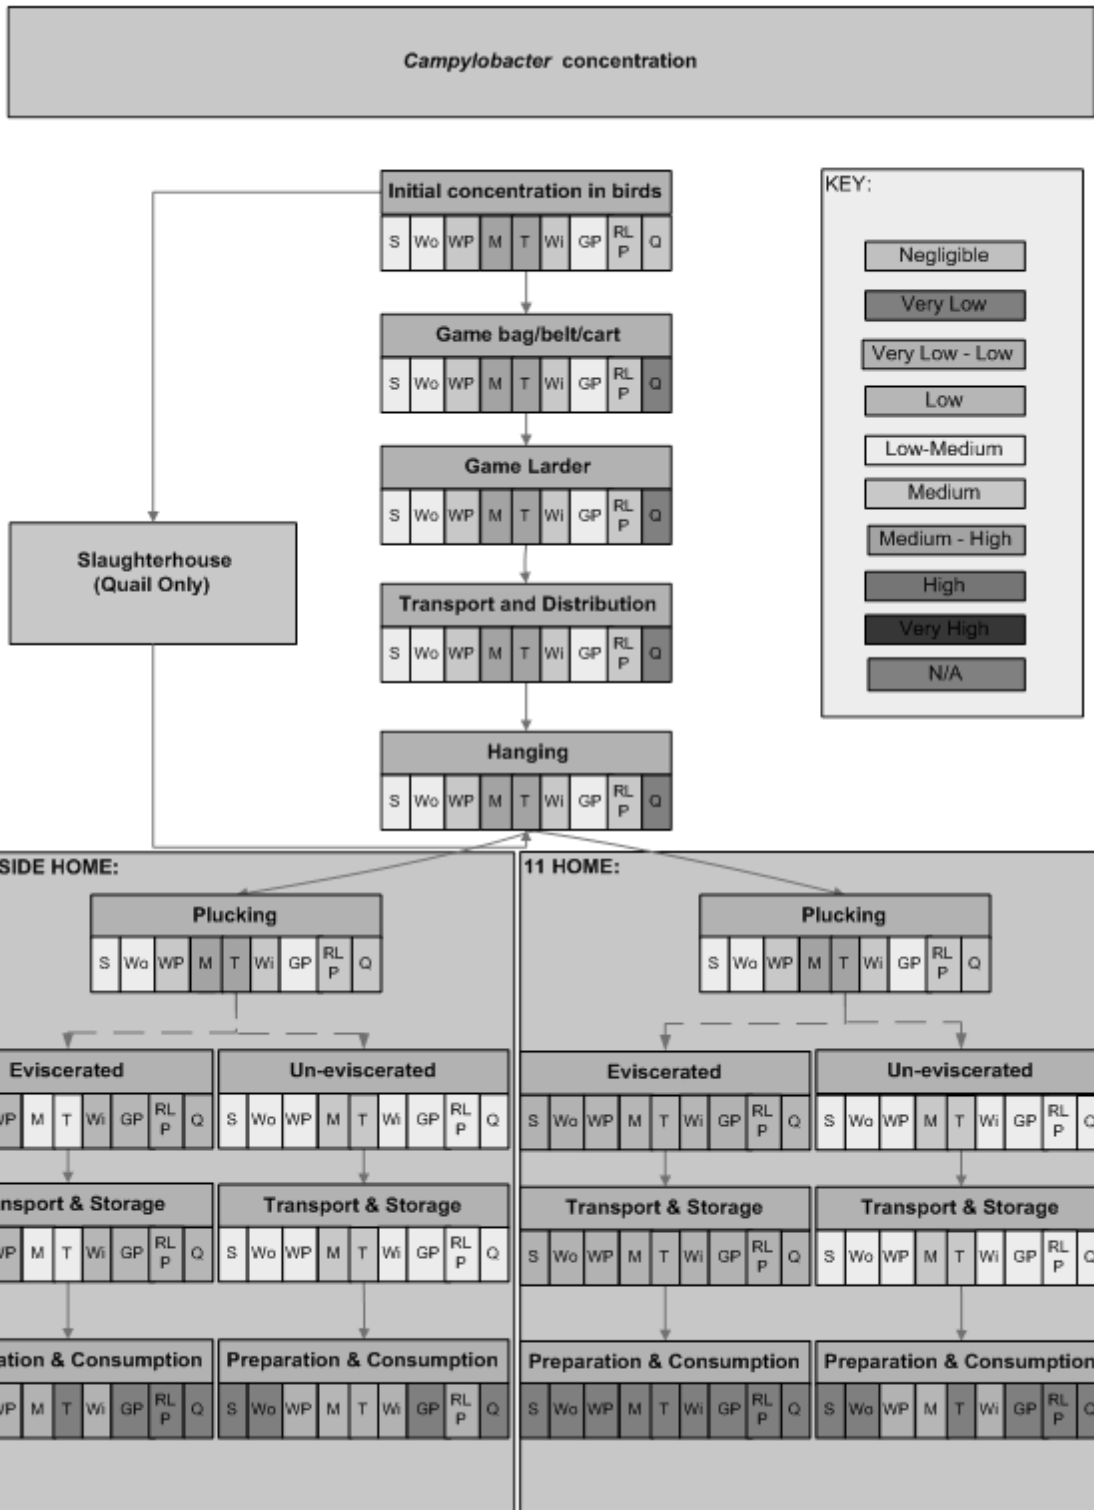 Campylobacter concentration
Initial concentration in birds
S Wo WP M T Wi GP RL P Q
KEY:
Negligible
Very Low
Very Low - Low
Low
Low-Medium
Medium
Medium - High
High
Very High
N/A
Game bag/belt/cart
S Wo WP M T Wi GP RL P Q
Game Larder
S Wo WP M T Wi GP RL P Q
Slaughterhouse
(Quail Only)
Transport and Distribution
S Wo WP M T Wi GP RL P Q
Hanging
S Wo WP M T Wi GP RL P Q
SIDE HOME:
Plucking
S Wo WP M T Wi GP RL P Q
Eviscerated
WP M T Wi GP RL P Q
Un-eviscerated
S Wo WP M T Wi GP RL P Q
nsport & Storage
WP M T Wi GP RL P Q
Transport & Storage
S Wo WP M T Wi GP RL P Q
ation & Consumption
WP M T Wi GP RL P Q
Preparation & Consumption
S Wo WP M T Wi GP RL P Q
11 HOME:
Plucking
S Wo WP M T Wi GP RL P Q
Eviscerated
S Wo WP M T Wi GP RL P Q
Un-eviscerated
S Wo WP M T Wi GP RL P Q
Transport & Storage
S Wo WP M T Wi GP RL P Q
Transport & Storage
S Wo WP M T Wi GP RL P Q
Preparation & Consumption
S Wo WP M T Wi GP RL P Q
Preparation & Consumption
S Wo WP M T Wi GP RL P Q